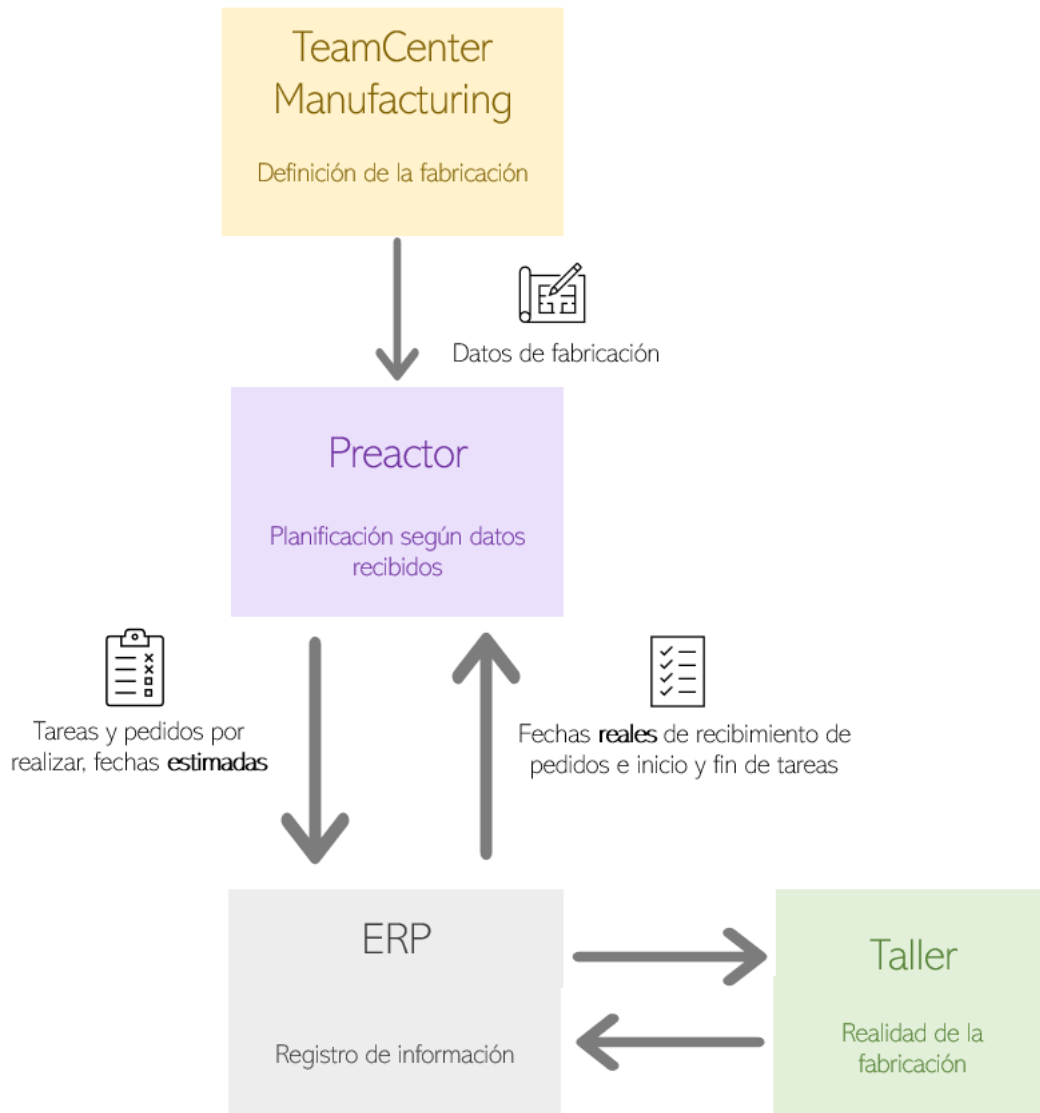 TeamCenter
Manufacturing
Definición de la fabricación
Datos de fabricación
Preactor
Planificación según datos
recibidos
Tareas y pedidos por
realizar, fechas estimadas
Fechas reales de recibimiento de
pedidos e inicio y fin de tareas
ERP
Registro de información
Taller
Realidad de la
fabricación